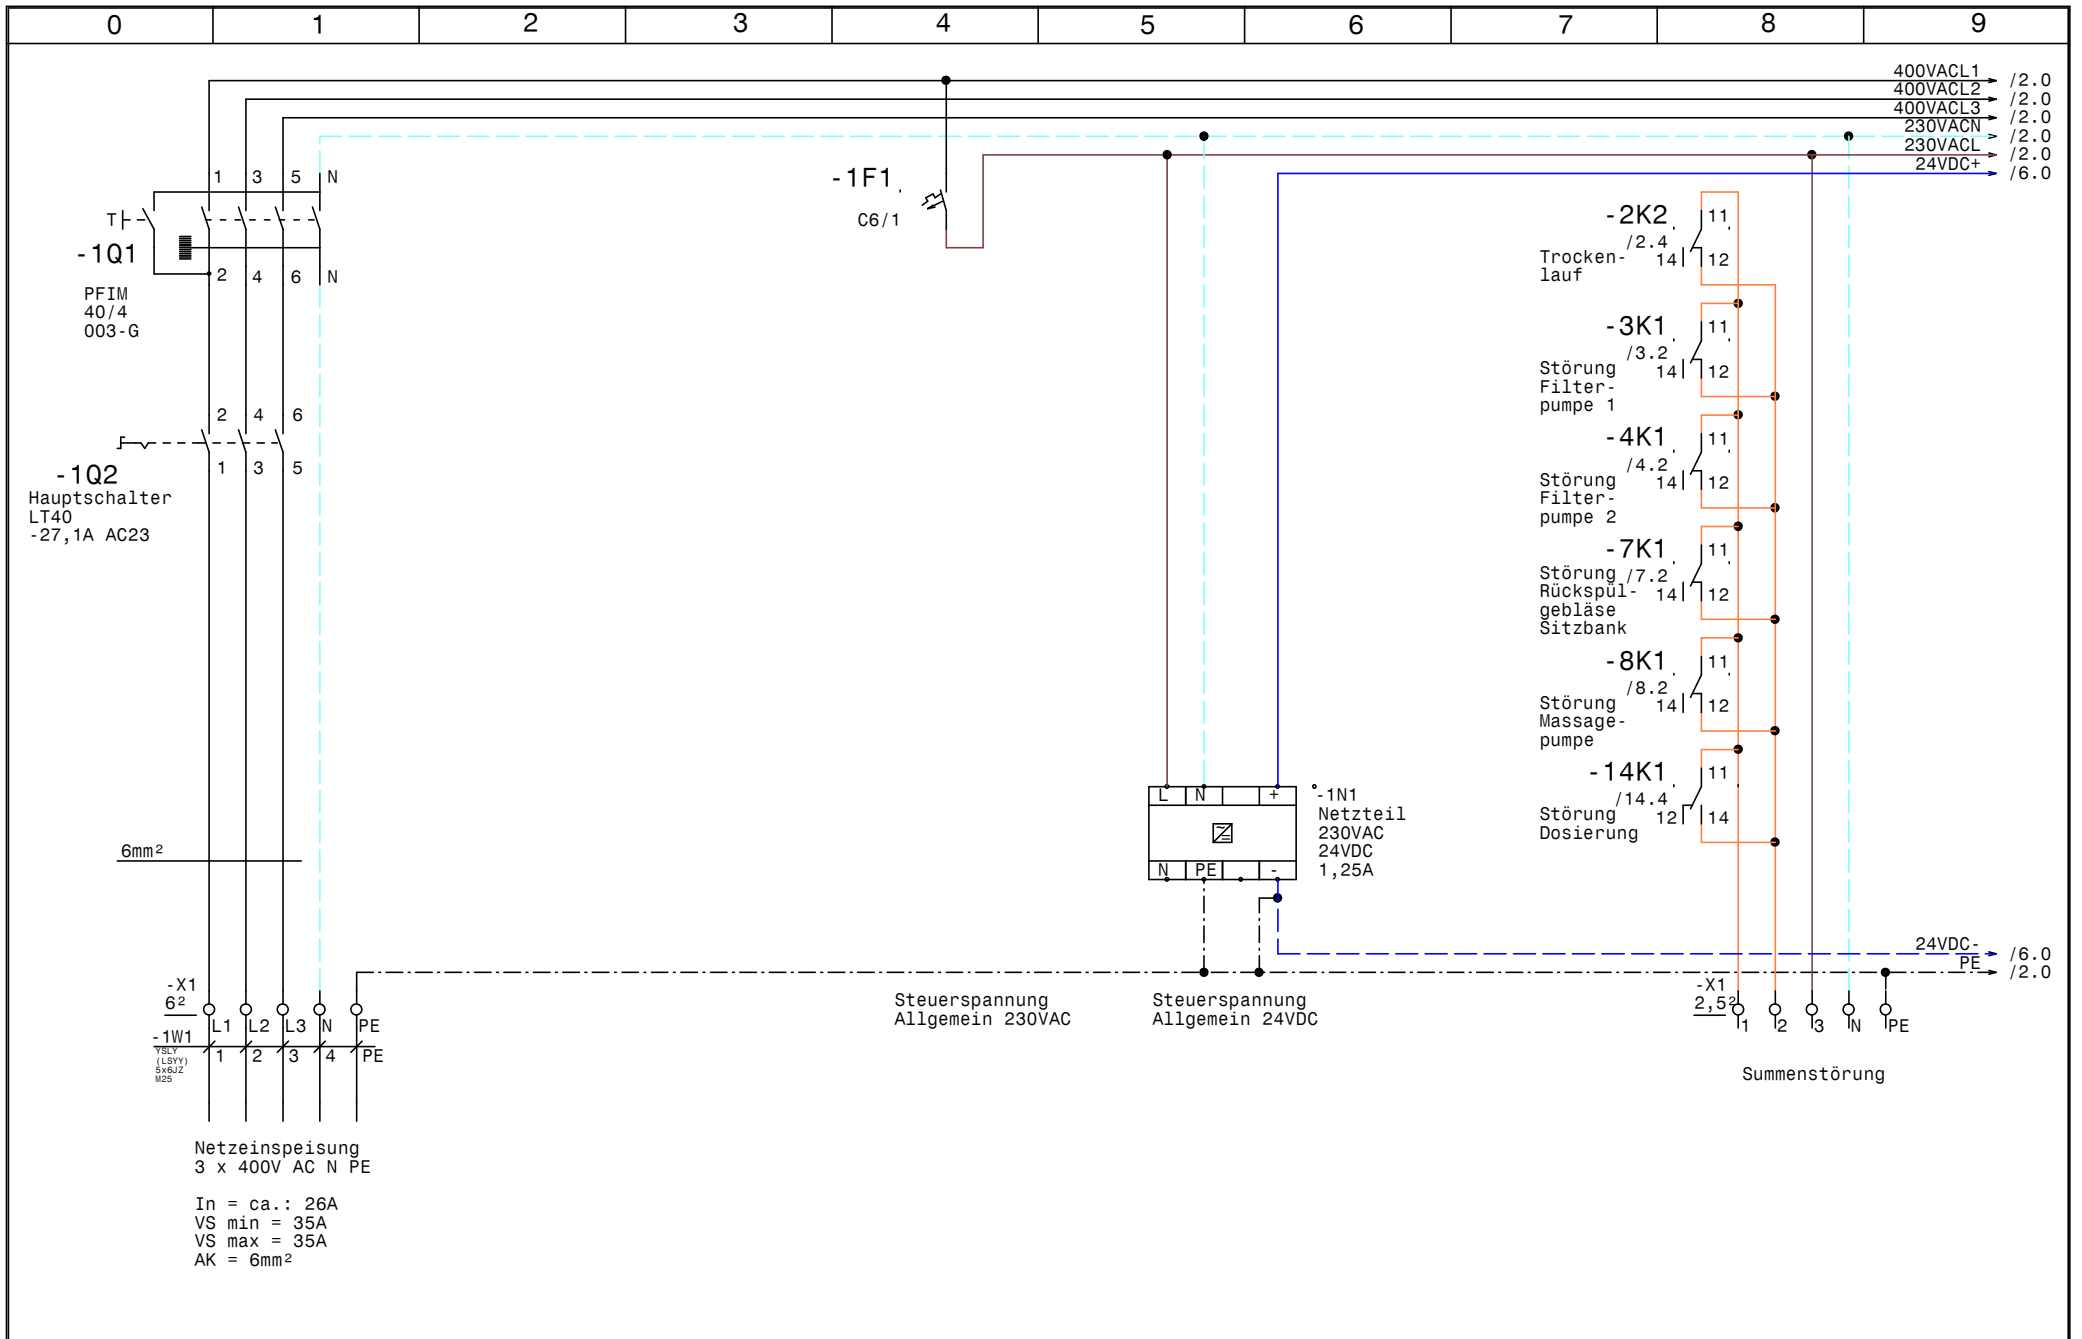 0 1 2 3 4 5 6 7 8 9
400VACL1 /2.0
400VACL2 /2.0
400VACL3 /2.0
230VACN /2.0
230VACL /2.0
24VDC+ /6.0
1 3 5 N
T
-1Q1
2 4 6 N
PFIM
40/4
003-G
2 4 6
1 3 5
-1Q2
Hauptschalter
LT40
-27,1A AC23
6mm²
-X1
6²
L1 L2 L3 N PE
-1W1
1 2 3 4 PE
YSLY
(LSYY)
5x6JZ
M25
Netzeinspeisung
3 x 400V AC N PE
In = ca.: 26A
VS min = 35A
VS max = 35A
AK = 6mm²
-1F1
C6/1
L N +
N PE -
-1N1
Netzteil
230VAC
24VDC
1,25A
Steuerspannung
Allgemein 230VAC
Steuerspannung
Allgemein 24VDC
-2K2
/2.4
11
14 12
Trocken-
lauf
-3K1
/3.2
11
14 12
Störung
Filter-
pumpe 1
-4K1
/4.2
11
14 12
Störung
Filter-
pumpe 2
-7K1
/7.2
11
14 12
Störung
Rückspül-
gebläse
Sitzbank
-8K1
/8.2
11
14 12
Störung
Massage-
pumpe
-14K1
/14.4
11
12 14
Störung
Dosierung
24VDC- /6.0
PE /2.0
-X1
2,5²
1 2 3 N PE
Summenstörung